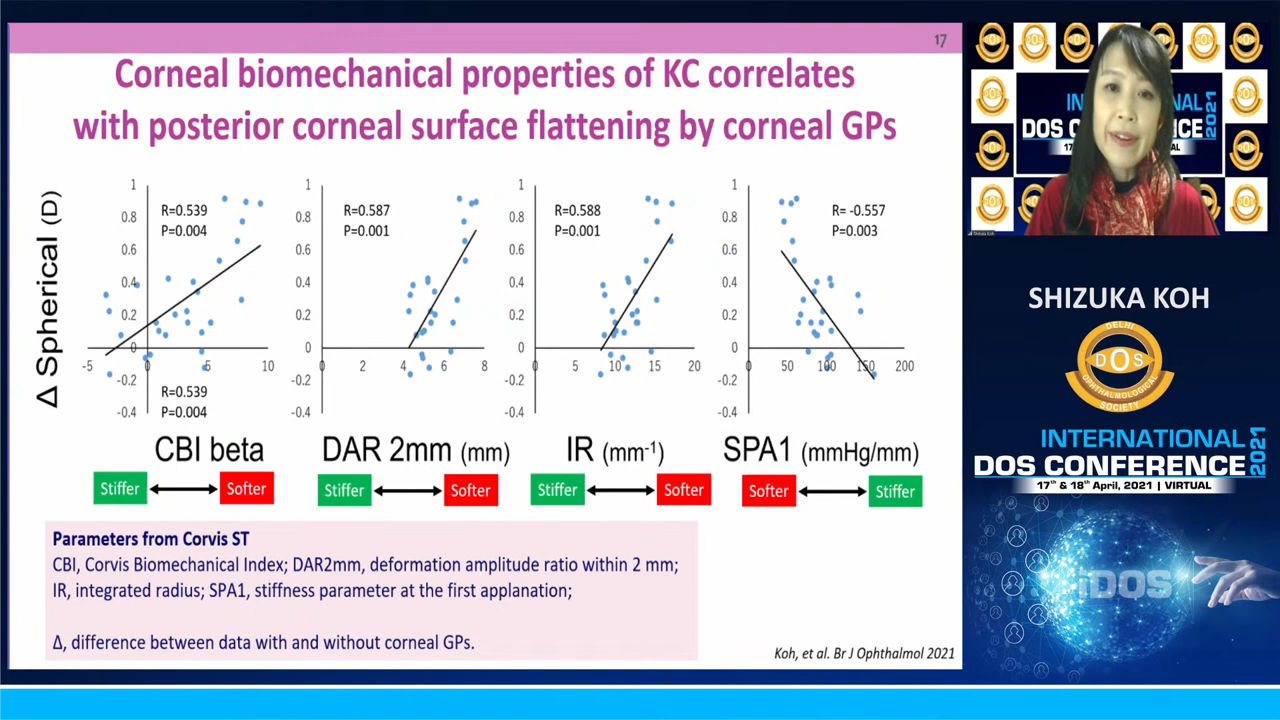 17
Corneal biomechanical properties of KC correlates
with posterior corneal surface flattening by corneal GPs
Δ Spherical (D)
1
0.8
0.6
0.4
0.2
0
-0.2
-0.4
-5
0
5
10
R=0.539
P=0.004
R=0.539
P=0.004
CBI beta
Stiffer
Softer
1
0.8
0.6
0.4
0.2
0
-0.2
-0.4
0
2
4
6
8
R=0.587
P=0.001
DAR 2mm (mm)
Stiffer
Softer
1
0.8
0.6
0.4
0.2
0
-0.2
-0.4
0
5
10
15
20
R=0.588
P=0.001
IR (mm-1)
Stiffer
Softer
1
0.8
0.6
0.4
0.2
0
-0.2
-0.4
0
50
100
150
200
R= -0.557
P=0.003
SPA1 (mmHg/mm)
Softer
Stiffer
Parameters from Corvis ST
CBI, Corvis Biomechanical Index; DAR2mm, deformation amplitude ratio within 2 mm;
IR, integrated radius; SPA1, stiffness parameter at the first applanation;
Δ, difference between data with and without corneal GPs.
Koh, et al. Br J Ophthalmol 2021
Shizuka Koh
SHIZUKA KOH
DELHI
DOS
OPHTHALMOLOGICAL
SOCIETY
INTERNATIONAL
DOS CONFERENCE 2021
17th & 18th April, 2021 | VIRTUAL
iDOS